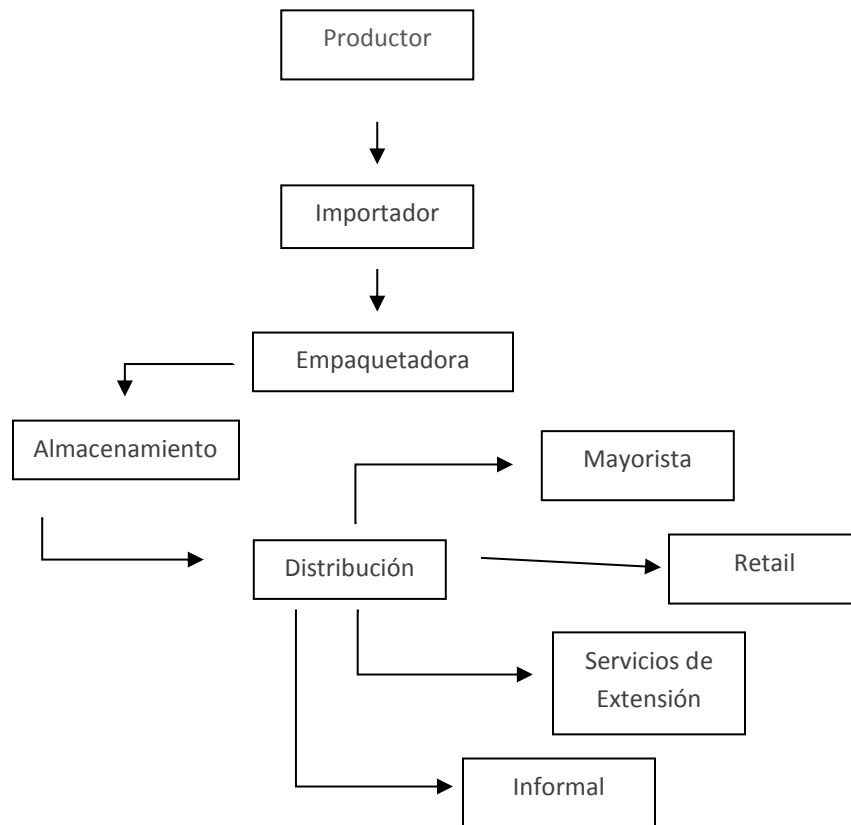 Productor
Importador
Empaquetadora
Almacenamiento
Mayorista
Distribución
Retail
Servicios de
Extensión
Informal